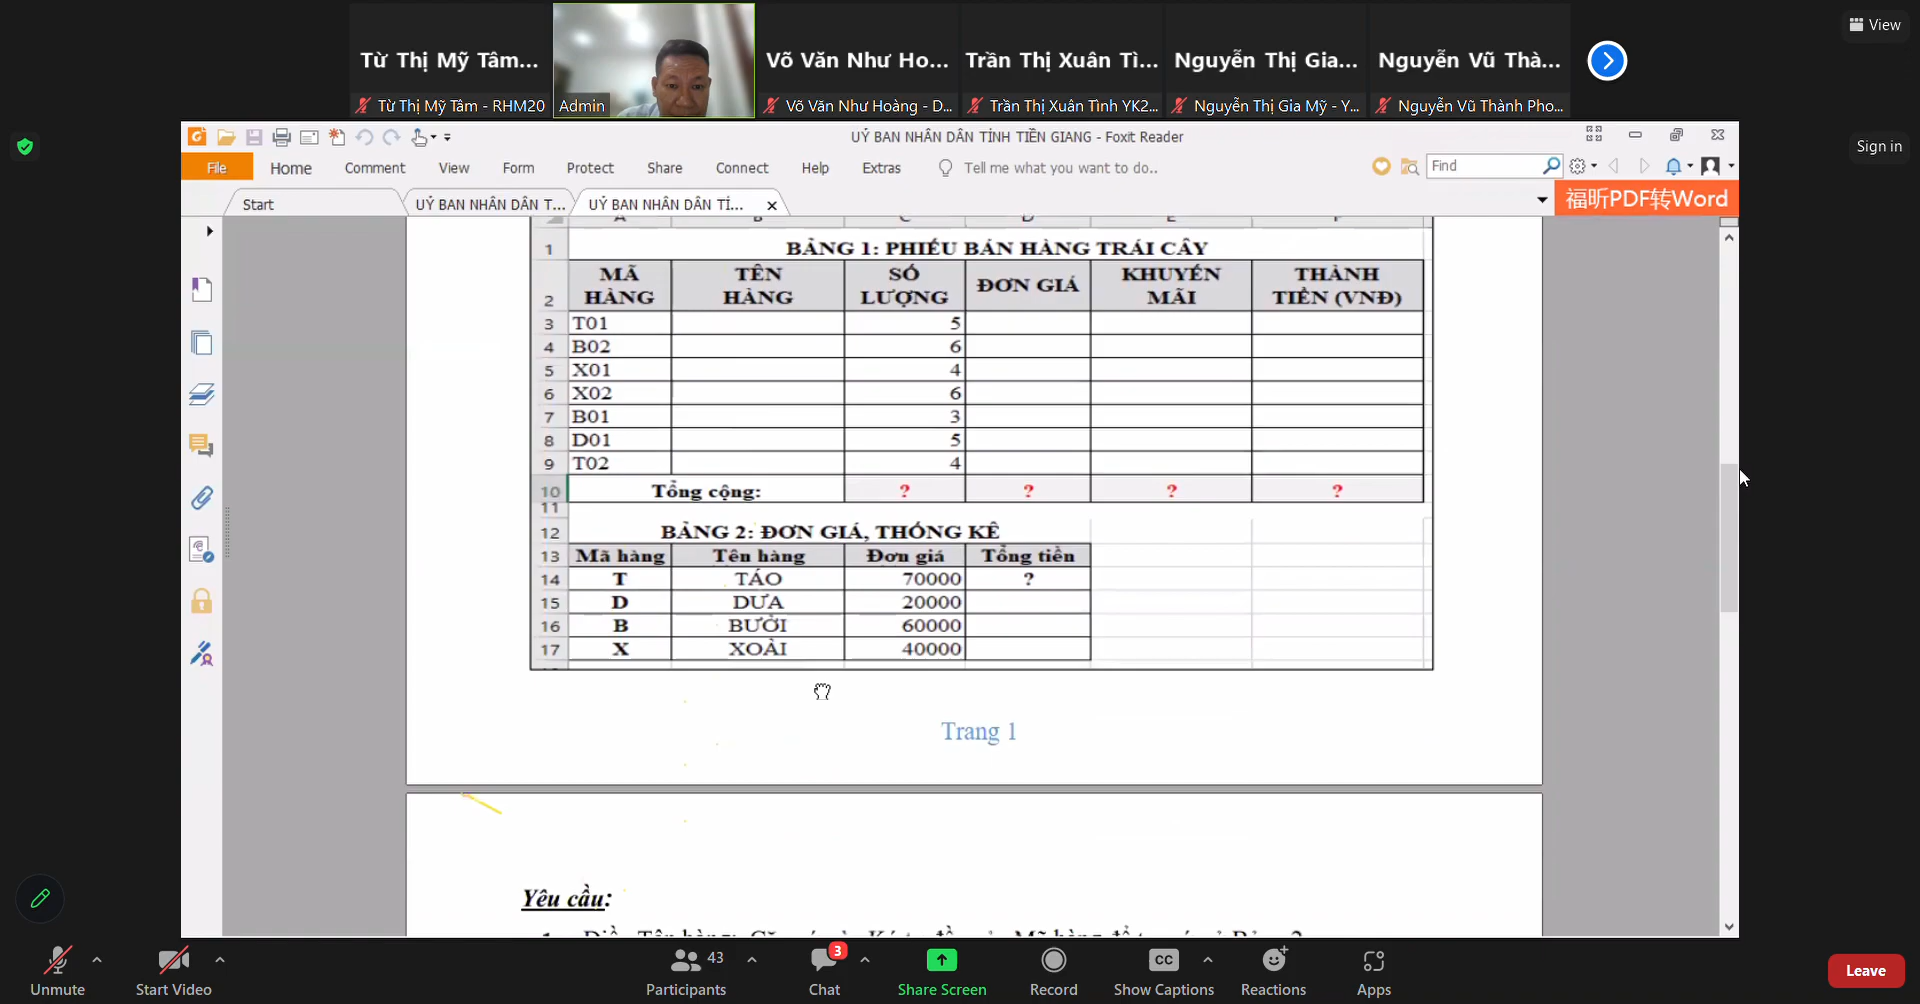 View
Từ Thị Mỹ Tâm...
Từ Thị Mỹ Tâm - RHM20
Admin
Võ Văn Như Ho...
Võ Văn Như Hoàng - D...
Trần Thị Xuân Tì...
Trần Thị Xuân Tình YK2...
Nguyễn Thị Gia...
Nguyễn Thị Gia Mỹ - Y...
Nguyễn Vũ Thà...
Nguyễn Vũ Thành Pho...
Sign in
UỶ BAN NHÂN DÂN TỈNH TIỀN GIANG - Foxit Reader
File Home Comment View Form Protect Share Connect Help Extras Tell me what you want to do.. Find
Start UỶ BAN NHÂN DÂN T... UỶ BAN NHÂN DÂN TỈ... 福昕PDF转Word
A B C D E F
1 BẢNG 1: PHIẾU BÁN HÀNG TRÁI CÂY
2 MÃ HÀNG TÊN HÀNG SỐ LƯỢNG ĐƠN GIÁ KHUYẾN MÃI THÀNH TIỀN (VNĐ)
3 T01 5
4 B02 6
5 X01 4
6 X02 6
7 B01 3
8 D01 5
9 T02 4
10 Tổng cộng: ? ? ? ?
11
12 BẢNG 2: ĐƠN GIÁ, THỐNG KÊ
13 Mã hàng Tên hàng Đơn giá Tổng tiền
14 T TÁO 70000 ?
15 D DƯA 20000
16 B BƯỞI 60000
17 X XOÀI 40000
Trang 1
Yêu cầu:
Unmute Start Video 43 Participants 3 Chat Share Screen Record CC Show Captions Reactions Apps Leave